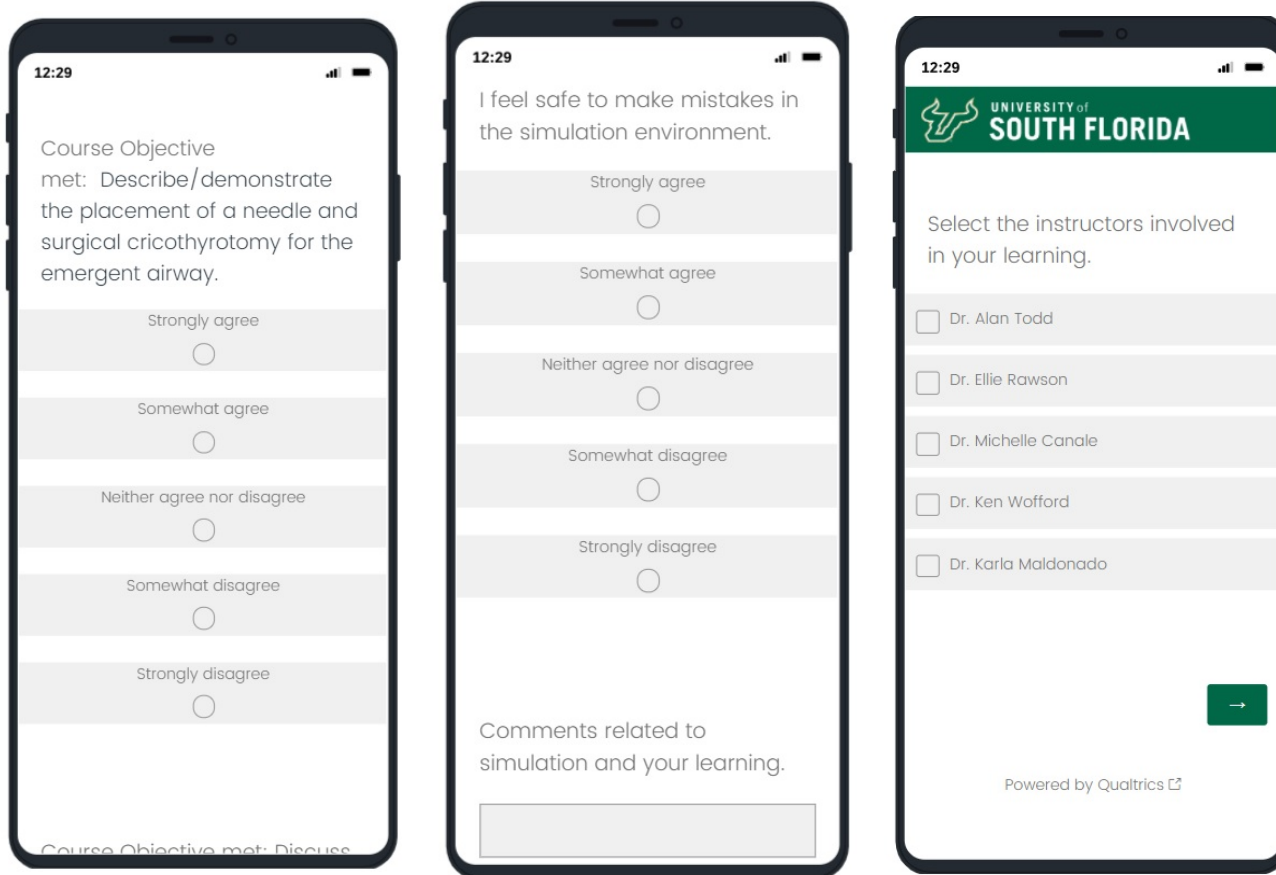 12:29
Course Objective
met: Describe/demonstrate
the placement of a needle and
surgical cricothyrotomy for the
emergent airway.
Strongly agree
Somewhat agree
Neither agree nor disagree
Somewhat disagree
Strongly disagree
Course Objective met: Discuss
12:29
I feel safe to make mistakes in
the simulation environment.
Strongly agree
Somewhat agree
Neither agree nor disagree
Somewhat disagree
Strongly disagree
Comments related to
simulation and your learning.
12:29
UNIVERSITY of
SOUTH FLORIDA
Select the instructors involved
in your learning.
Dr. Alan Todd
Dr. Ellie Rawson
Dr. Michelle Canale
Dr. Ken Wofford
Dr. Karla Maldonado
→
Powered by Qualtrics